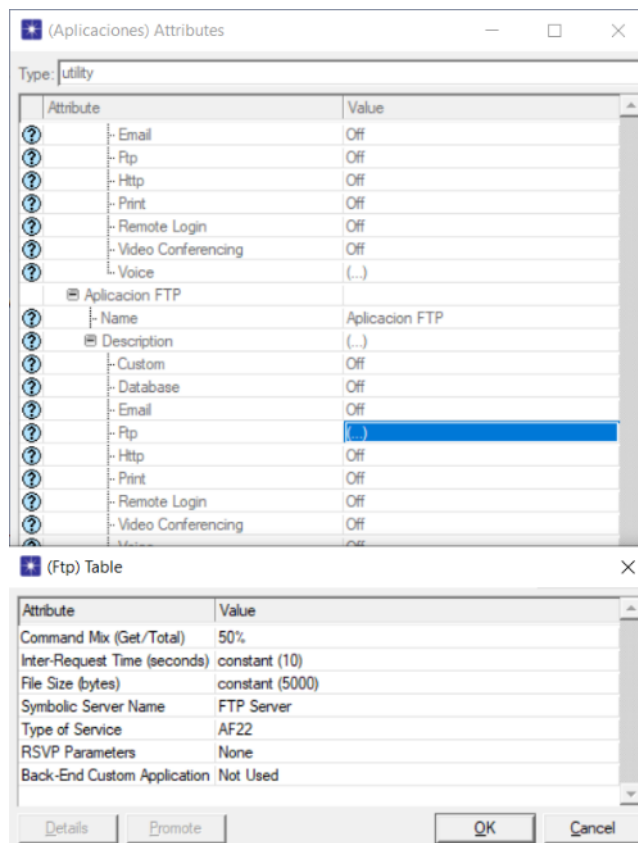 (Aplicaciones) Attributes
Type: utility
Attribute Value
Email Off
Ftp Off
Http Off
Print Off
Remote Login Off
Video Conferencing Off
Voice (...)
Aplicacion FTP
Name Aplicacion FTP
Description (...)
Custom Off
Database Off
Email Off
Ftp (...)
Http Off
Print Off
Remote Login Off
Video Conferencing Off
Voice Off
(Ftp) Table
Attribute Value
Command Mix (Get/Total) 50%
Inter-Request Time (seconds) constant (10)
File Size (bytes) constant (5000)
Symbolic Server Name FTP Server
Type of Service AF22
RSVP Parameters None
Back-End Custom Application Not Used
Details Promote OK Cancel